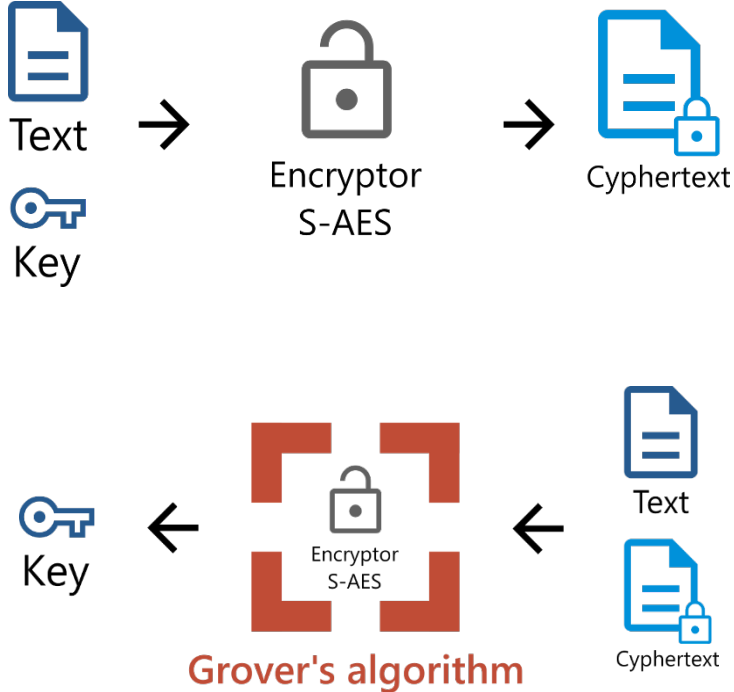 Text
Key
Encryptor
S-AES
Cyphertext
Key
Encryptor
S-AES
Grover's algorithm
Text
Cyphertext